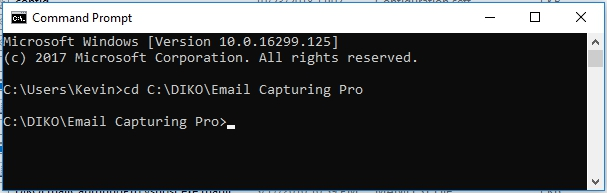 Command Prompt
Microsoft Windows [Version 10.0.16299.125]
(c) 2017 Microsoft Corporation. All rights reserved.
C:\Users\Kevin>cd C:\DIKO\Email Capturing Pro
C:\DIKO\Email Capturing Pro>_